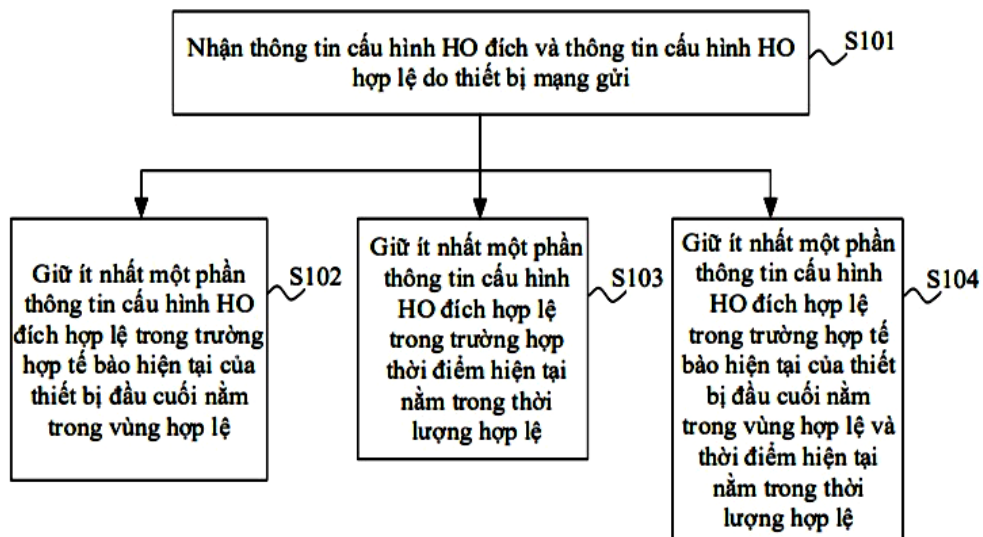 Nhận thông tin cấu hình HO đích và thông tin cấu hình HO
hợp lệ do thiết bị mạng gửi
S101
Giữ ít nhất một phần
thông tin cấu hình HO
đích hợp lệ trong trường
hợp tế bào hiện tại của
thiết bị đầu cuối nằm
trong vùng hợp lệ
S102
Giữ ít nhất một phần
thông tin cấu hình
HO đích hợp lệ
trong trường hợp
thời điểm hiện tại
nằm trong thời
lượng hợp lệ
S103
Giữ ít nhất một phần
thông tin cấu hình
HO đích hợp lệ
trong trường hợp tế
bào hiện tại của thiết
bị đầu cuối nằm
trong vùng hợp lệ và
thời điểm hiện tại
nằm trong thời
lượng hợp lệ
S104